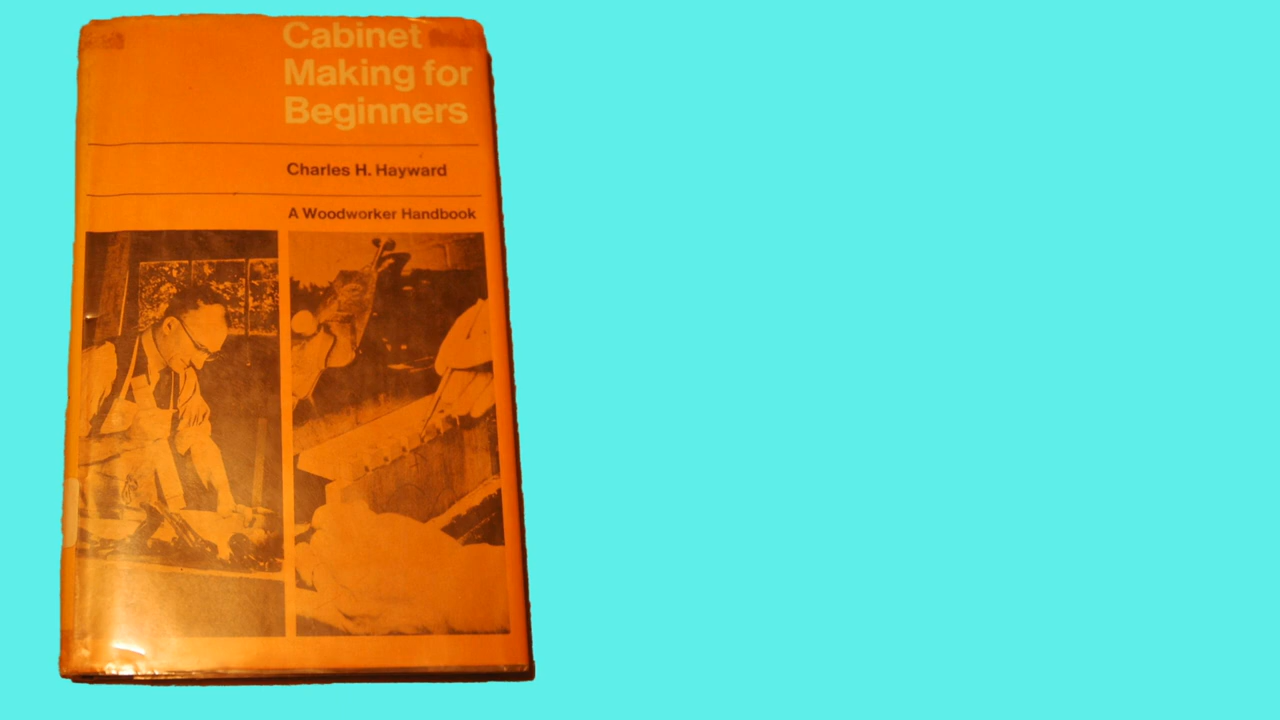 Cabinet
Making for
Beginners
Charles H. Hayward
A Woodworker Handbook